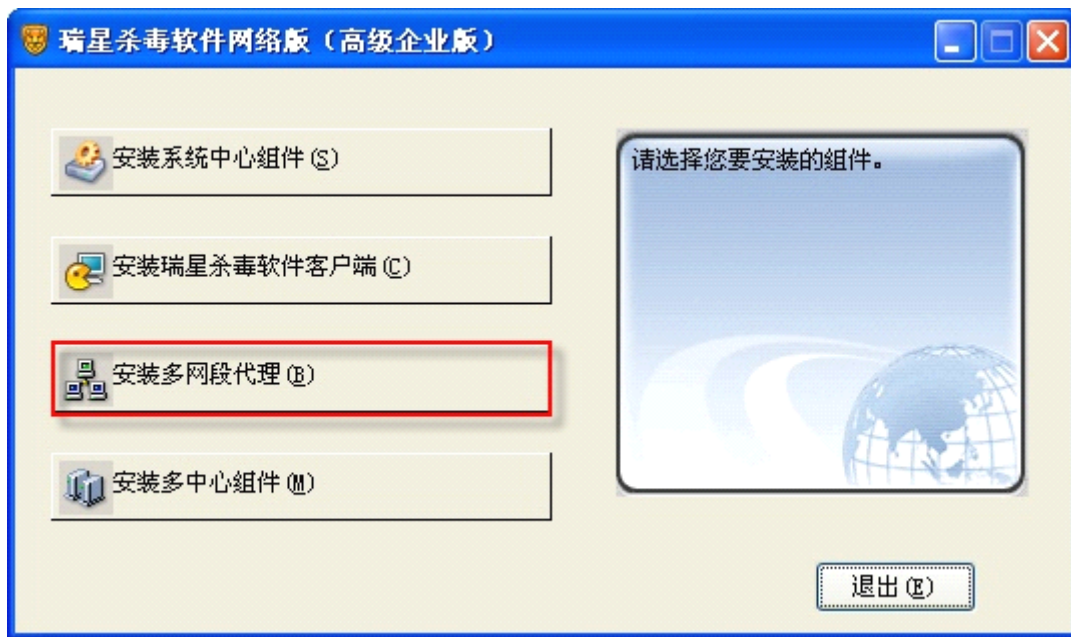 瑞星杀毒软件网络版（高级企业版）
安装系统中心组件(S)
请选择您要安装的组件。
安装瑞星杀毒软件客户端(C)
安装多网段代理(B)
安装多中心组件(M)
退出(E)